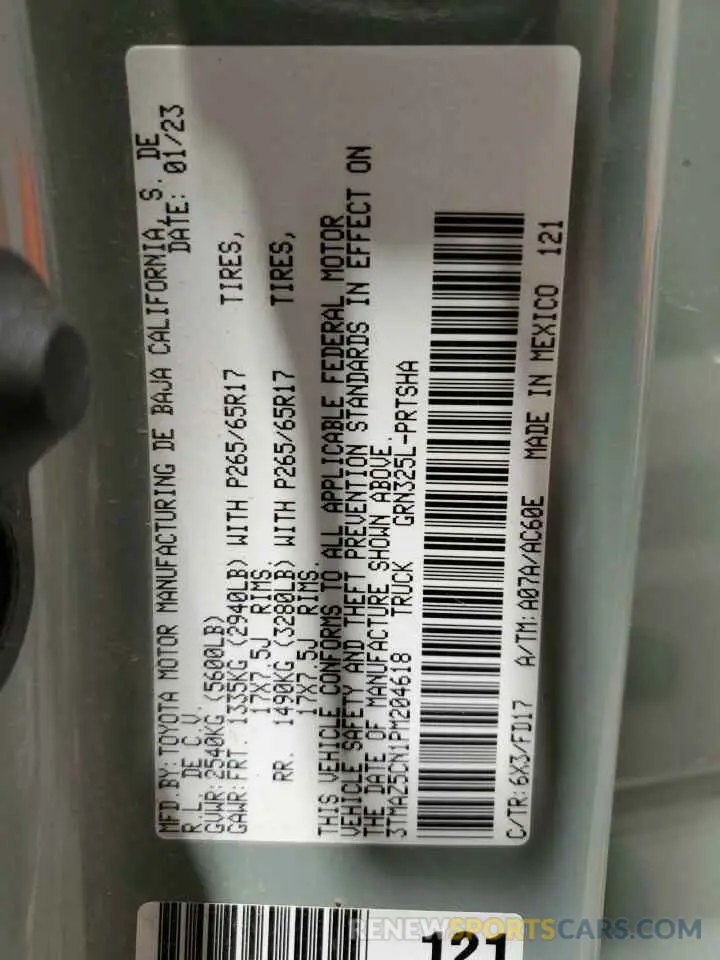 MFD.BY: TOYOTA MOTOR MANUFACTURING DE BAJA CALIFORNIA, S. DE
R.L. DE C.V. DATE: 01/23
GVWR: 2540KG (5600LB)
GAWR: FRT. 1335KG (2940LB) WITH P265/65R17 TIRES,
17X7.5J RIMS.
RR. 1490KG (3280LB) WITH P265/65R17 TIRES,
17X7.5J RIMS.
THIS VEHICLE CONFORMS TO ALL APPLICABLE FEDERAL MOTOR
VEHICLE SAFETY AND THEFT PREVENTION STANDARDS IN EFFECT ON
THE DATE OF MANUFACTURE SHOWN ABOVE.
3TMAZ5CN1PM204618 TRUCK GRN325L-PRTSHA
C/TR: 6X3/FD17 A/TM: A07A/AC60E MADE IN MEXICO 121
121
RENEWSPORTSCARS.COM